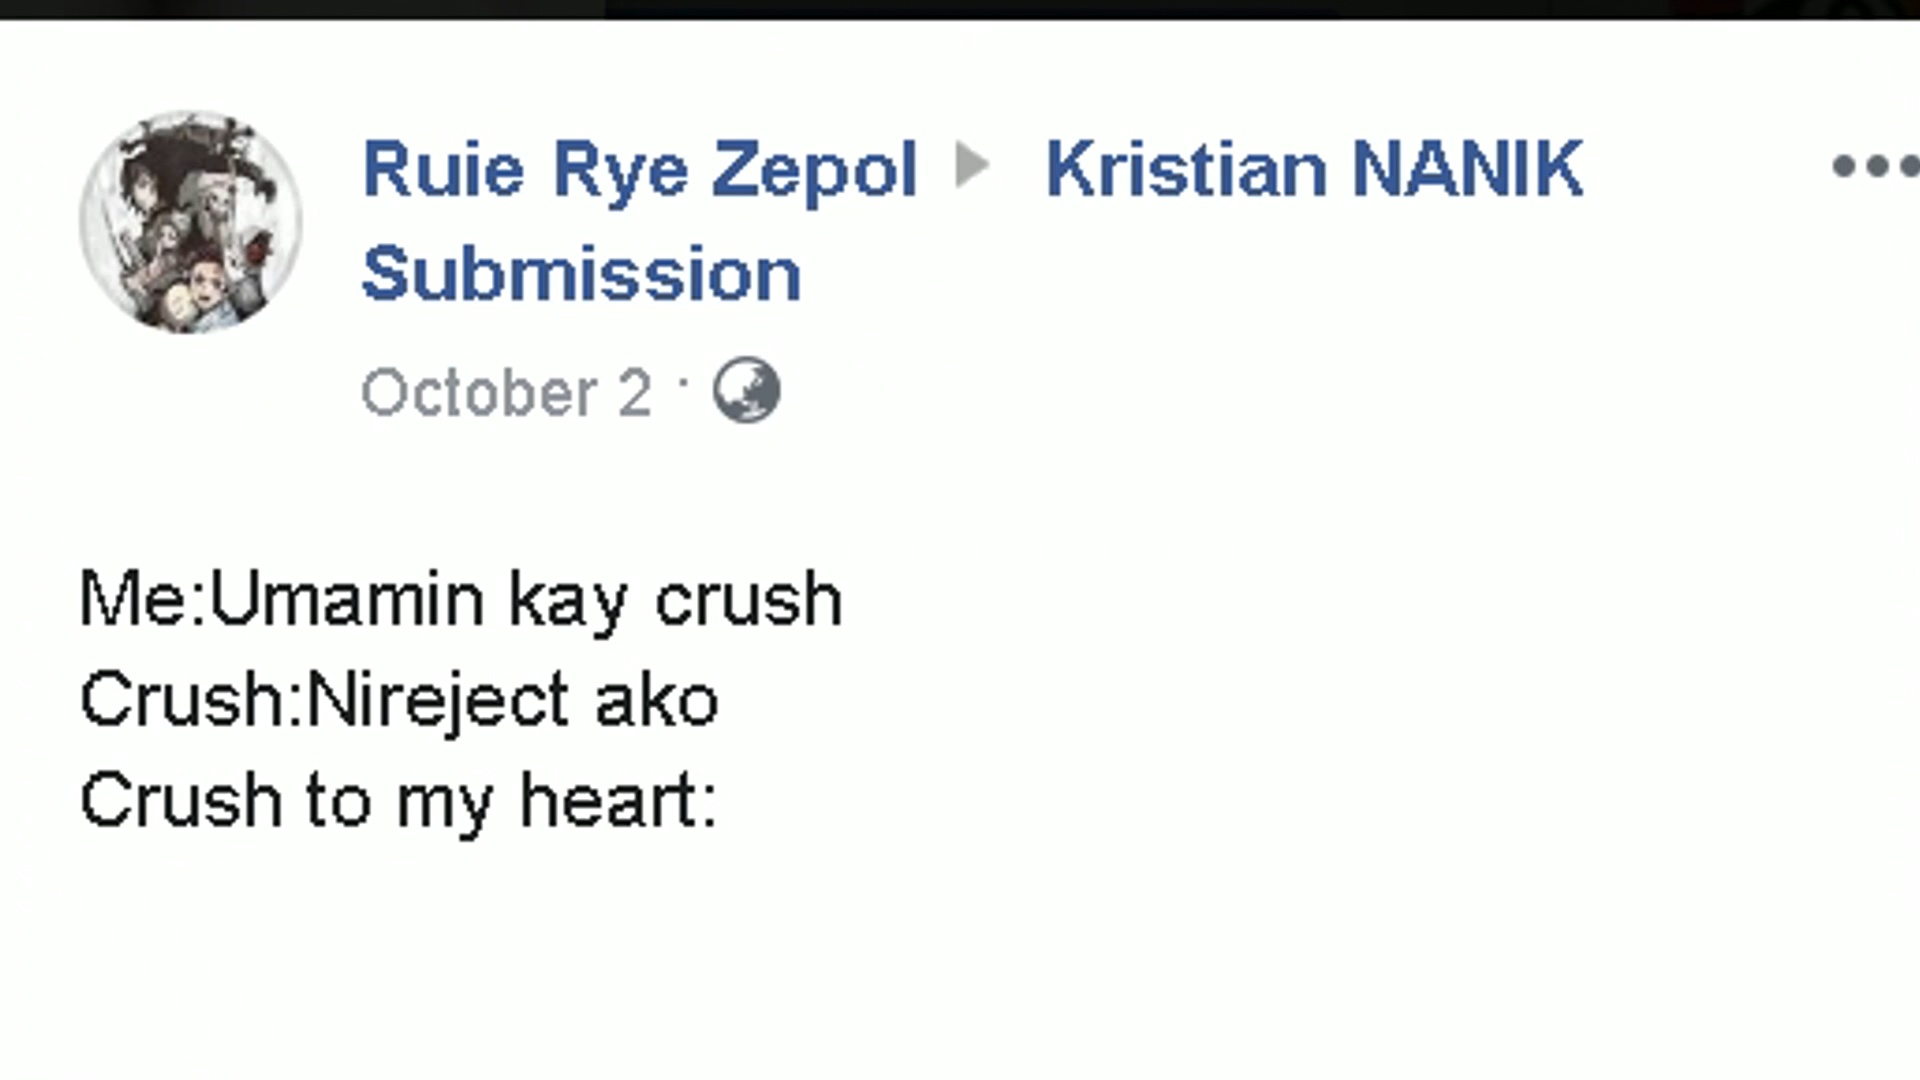 Ruie Rye Zepol ▶ Kristian NANIK
Submission
October 2 ·
Me:Umamin kay crush
Crush:Nireject ako
Crush to my heart: